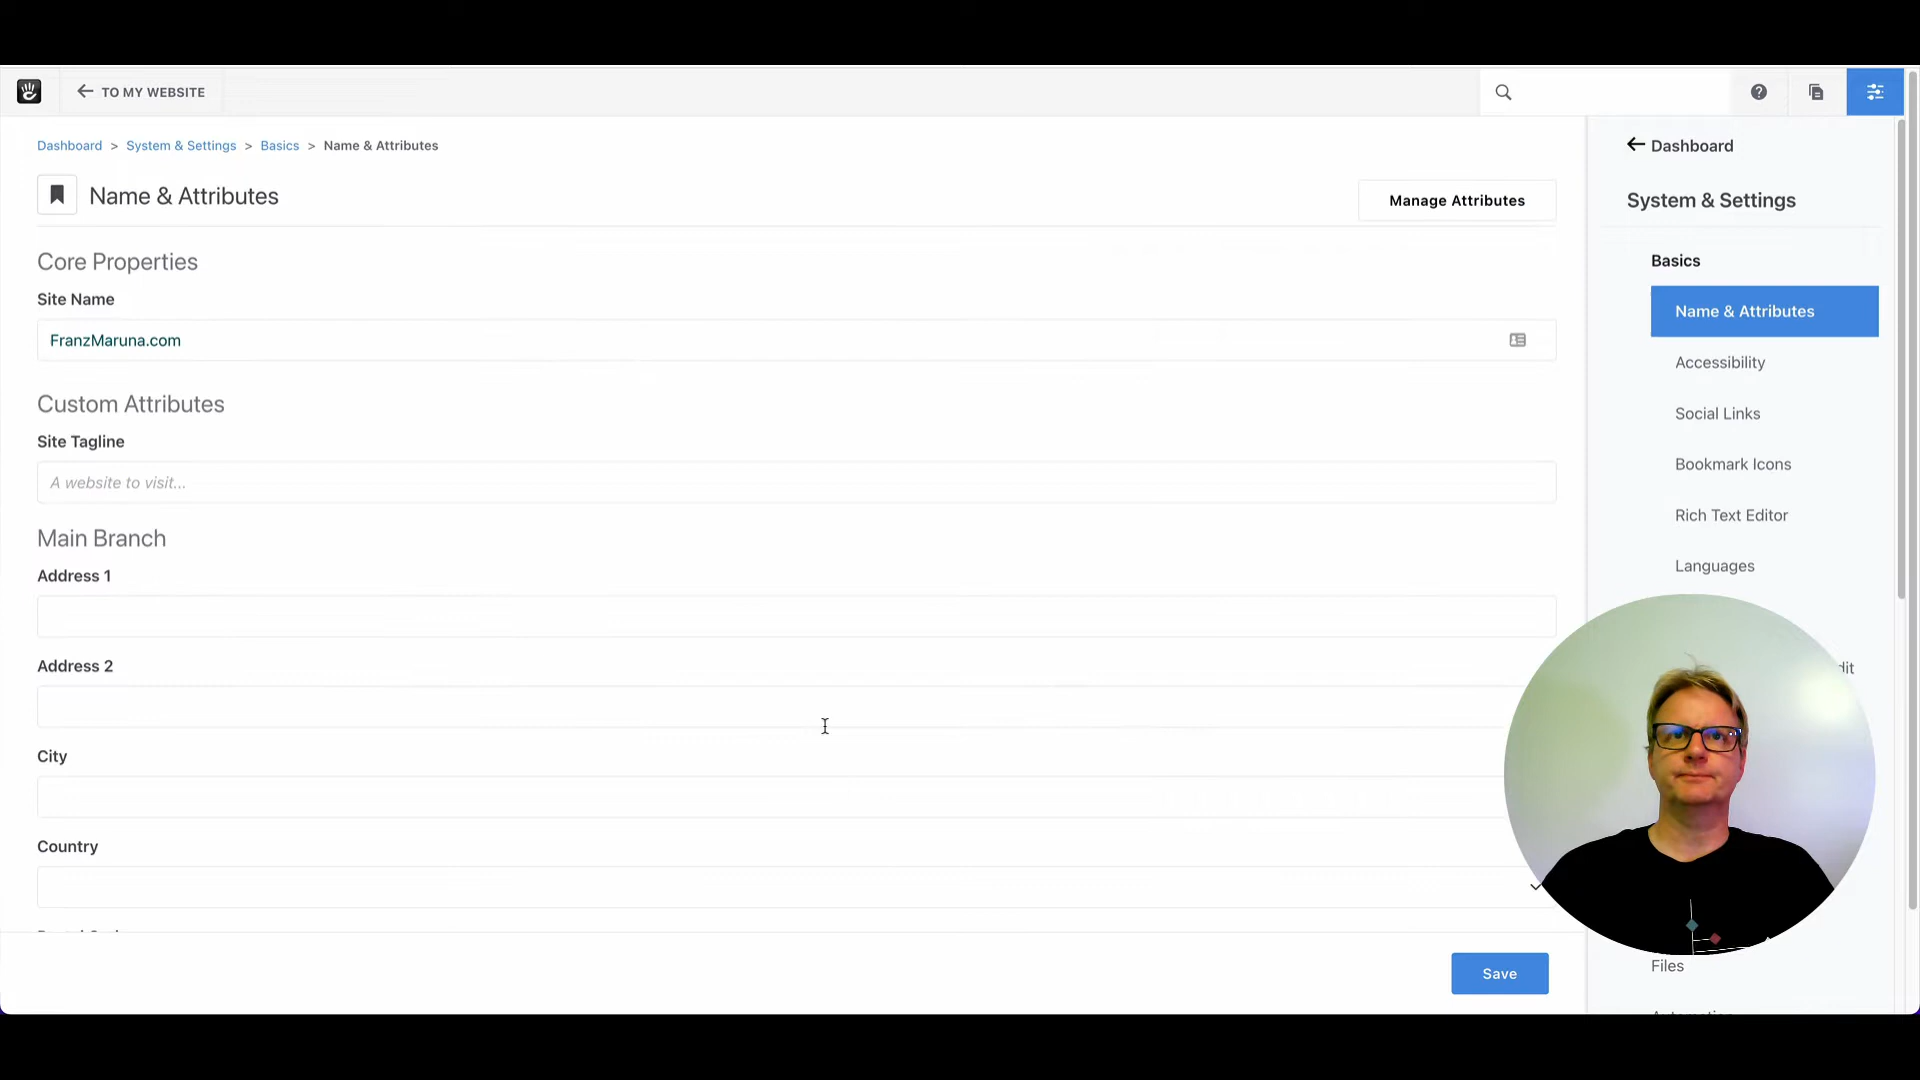 TO MY WEBSITE
Dashboard > System & Settings > Basics > Name & Attributes
Name & Attributes
Manage Attributes
Core Properties
Site Name
FranzMaruna.com
Custom Attributes
Site Tagline
A website to visit...
Main Branch
Address 1
Address 2
City
Country
Save
Dashboard
System & Settings
Basics
Name & Attributes
Accessibility
Social Links
Bookmark Icons
Rich Text Editor
Languages
Files